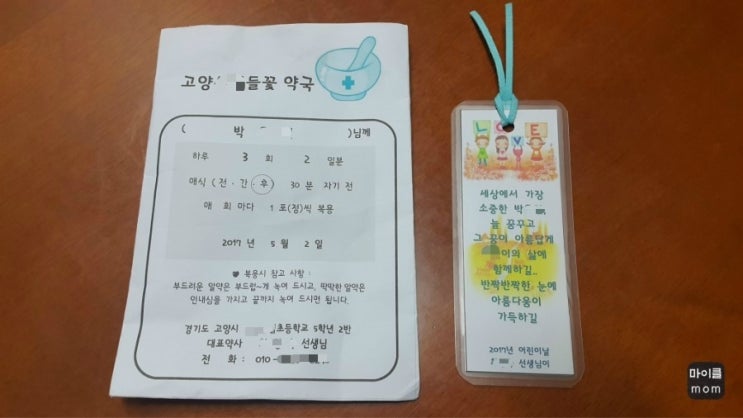 고양 들꽃 약국
( 박 )님께
하루 3 회 2 일분
매식 (전 · 간 · 후) 30 분 자기 전
매 회 마다 1 포(정)씩 복용
2017 년 5 월 2 일
♥ 복용시 참고 사항 :
부드러운 알약은 부드럽~게 녹여 드시고, 딱딱한 알약은
인내심을 가지고 끝까지 녹여 드시면 됩니다.
경기도 고양시 초등학교 5학년 2반
대표약사 선생님
전 화 : 010 -
LOVE
세상에서 가장
소중한 박
늘 꿈꾸고
그 꿈이 아름답게
이의 삶에
함께하길..
반짝반짝한 눈에
아름다움이
가득하길
2017년 어린이날
선생님이
마이클
mom